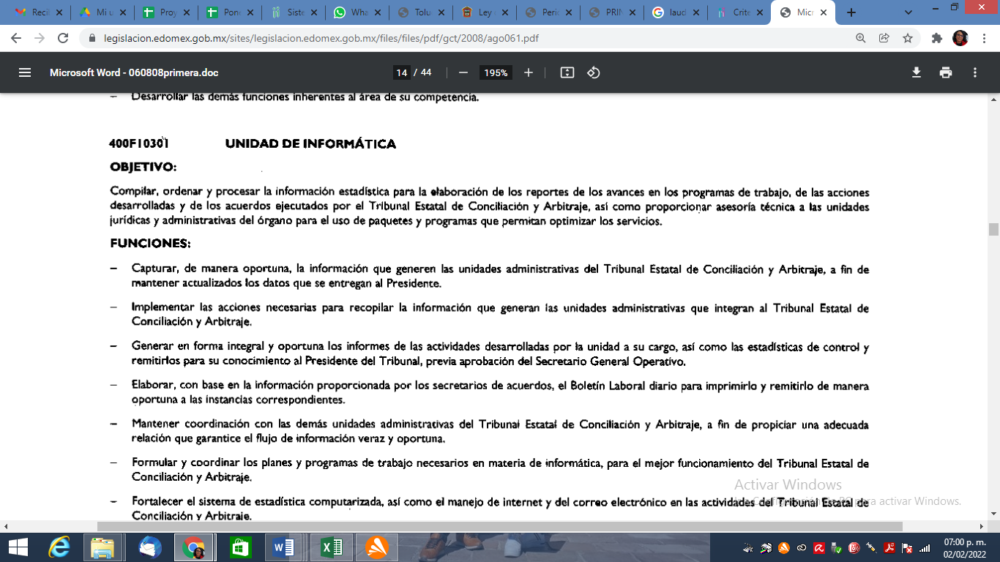 Reci
Mi u
Proy
Pone
Siste
Wha
Tolu
Ley
Peric
PRIN
laud
Crite
Micr
legislacion.edomex.gob.mx/sites/legislacion.edomex.gob.mx/files/files/pdf/gct/2008/ago061.pdf
Microsoft Word - 060808primera.doc
14 / 44
195%
– Desarrollar las demás funciones inherentes al área de su competencia.
400F10301 UNIDAD DE INFORMÁTICA
OBJETIVO:
Compilar, ordenar y procesar la información estadística para la elaboración de los reportes de los avances en los programas de trabajo, de las acciones
desarrolladas y de los acuerdos ejecutados por el Tribunal Estatal de Conciliación y Arbitraje, así como proporcionar asesoría técnica a las unidades
jurídicas y administrativas del órgano para el uso de paquetes y programas que permitan optimizar los servicios.
FUNCIONES:
– Capturar, de manera oportuna, la información que generen las unidades administrativas del Tribunal Estatal de Conciliación y Arbitraje, a fin de
mantener actualizados los datos que se entregan al Presidente.
– Implementar las acciones necesarias para recopilar la información que generan las unidades administrativas que integran al Tribunal Estatal de
Conciliación y Arbitraje.
– Generar en forma integral y oportuna los informes de las actividades desarrolladas por la unidad a su cargo, así como las estadísticas de control y
remitirlos para su conocimiento al Presidente del Tribunal, previa aprobación del Secretario General Operativo.
– Elaborar, con base en la información proporcionada por los secretarios de acuerdos, el Boletín Laboral diario para imprimirlo y remitirlo de manera
oportuna a las instancias correspondientes.
– Mantener coordinación con las demás unidades administrativas del Tribunal Estatal de Conciliación y Arbitraje, a fin de propiciar una adecuada
relación que garantice el flujo de información veraz y oportuna.
– Formular y coordinar los planes y programas de trabajo necesarios en materia de informática, para el mejor funcionamiento del Tribunal Estatal de
Conciliación y Arbitraje.
Activar Windows
– Fortalecer el sistema de estadística computarizada, así como el manejo de internet y del correo electrónico en las actividades del Tribunal Estatal de
para activar Windows.
Conciliación y Arbitraje.
07:00 p. m.
02/02/2022